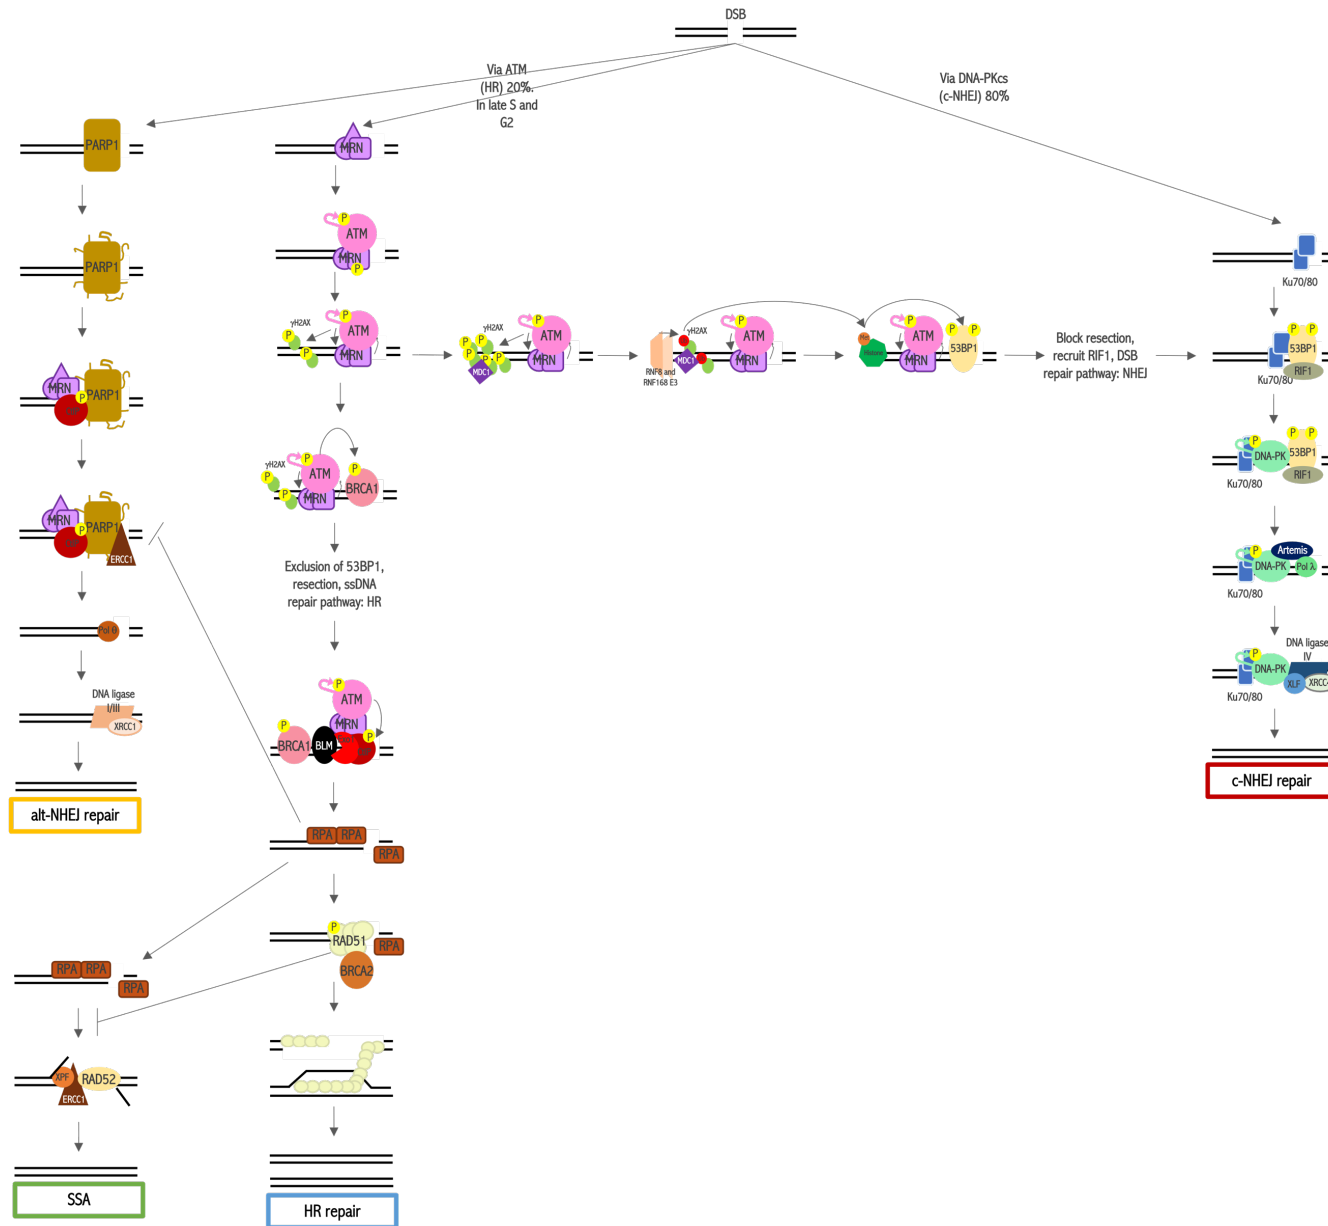 DSB
Via ATM
(HR) 20%.
In late S and
G2
Via DNA-PKcs
(c-NHEJ) 80%
PARP1
MRN
P
ATM
MRN
P
PARP1
Ku70/80
γH2AX
P
P
P
ATM
MRN
γH2AX
P
P
P
P
P
MDC1
P
ATM
MRN
RNF8 and
RNF168 E3
γH2AX
MDC1
P
ATM
MRN
Me
Histone
P
ATM
MRN
P
P
53BP1
Block resection,
recruit RIF1, DSB
repair pathway: NHEJ
P
P
53BP1
RIF1
Ku70/80
MRN
P
PARP1
γH2AX
P
P
P
ATM
MRN
P
BRCA1
P
DNA-PK
P
P
53BP1
RIF1
Ku70/80
MRN
P
PARP1
ERCC1
Exclusion of 53BP1,
resection, ssDNA
repair pathway: HR
P
DNA-PK
Artemis
Pol λ
Ku70/80
Pol θ
DNA ligase
I/III
XRCC1
P
ATM
MRN
P
BRCA1
BLM
P
P
DNA-PK
DNA ligase
IV
XLF
Ku70/80
alt-NHEJ repair
c-NHEJ repair
RPA
RPA
RPA
P
RAD51
RPA
BRCA2
RPA
RPA
RPA
XPF
ERCC1
RAD52
SSA
HR repair